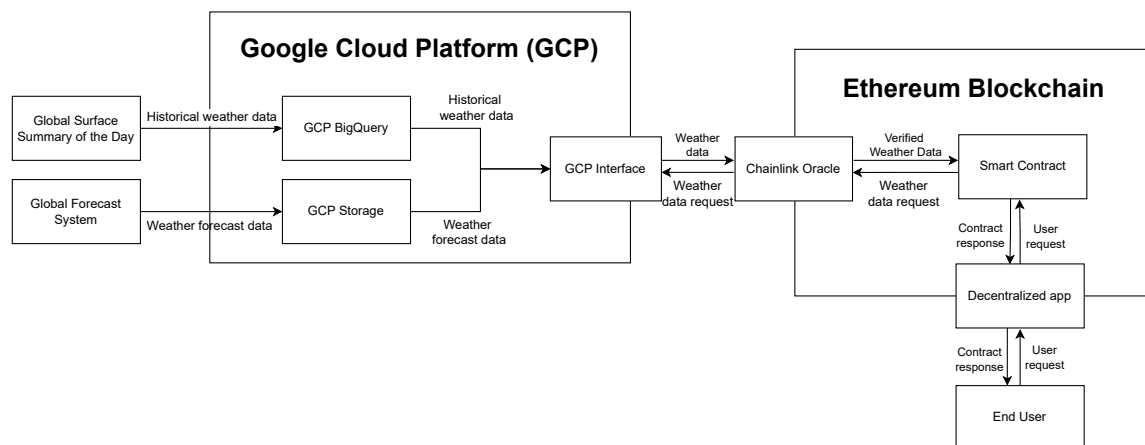 Google Cloud Platform (GCP)
Ethereum Blockchain
Global Surface
Summary of the Day
Historical weather data
GCP BigQuery
Historical
weather data
Global Forecast
System
Weather forecast data
GCP Storage
Weather
forecast data
GCP Interface
Weather
data
Weather
data request
Chainlink Oracle
Verified
Weather Data
Weather
data request
Smart Contract
Contract
response
User
request
Decentralized app
Contract
response
User
request
End User